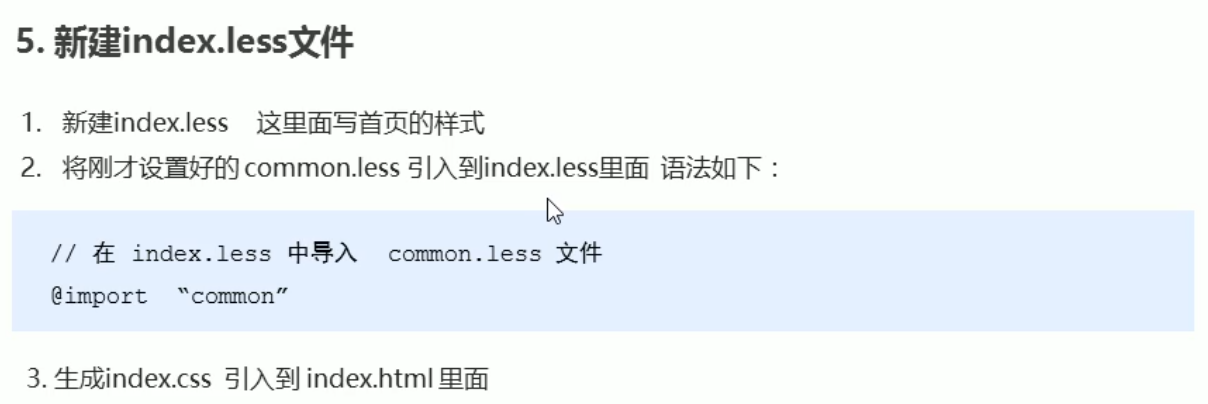 5. 新建index.less文件
1. 新建index.less 这里面写首页的样式
2. 将刚才设置好的 common.less 引入到index.less里面 语法如下：
// 在 index.less 中导入 common.less 文件
@import “common”
3. 生成index.css 引入到 index.html 里面